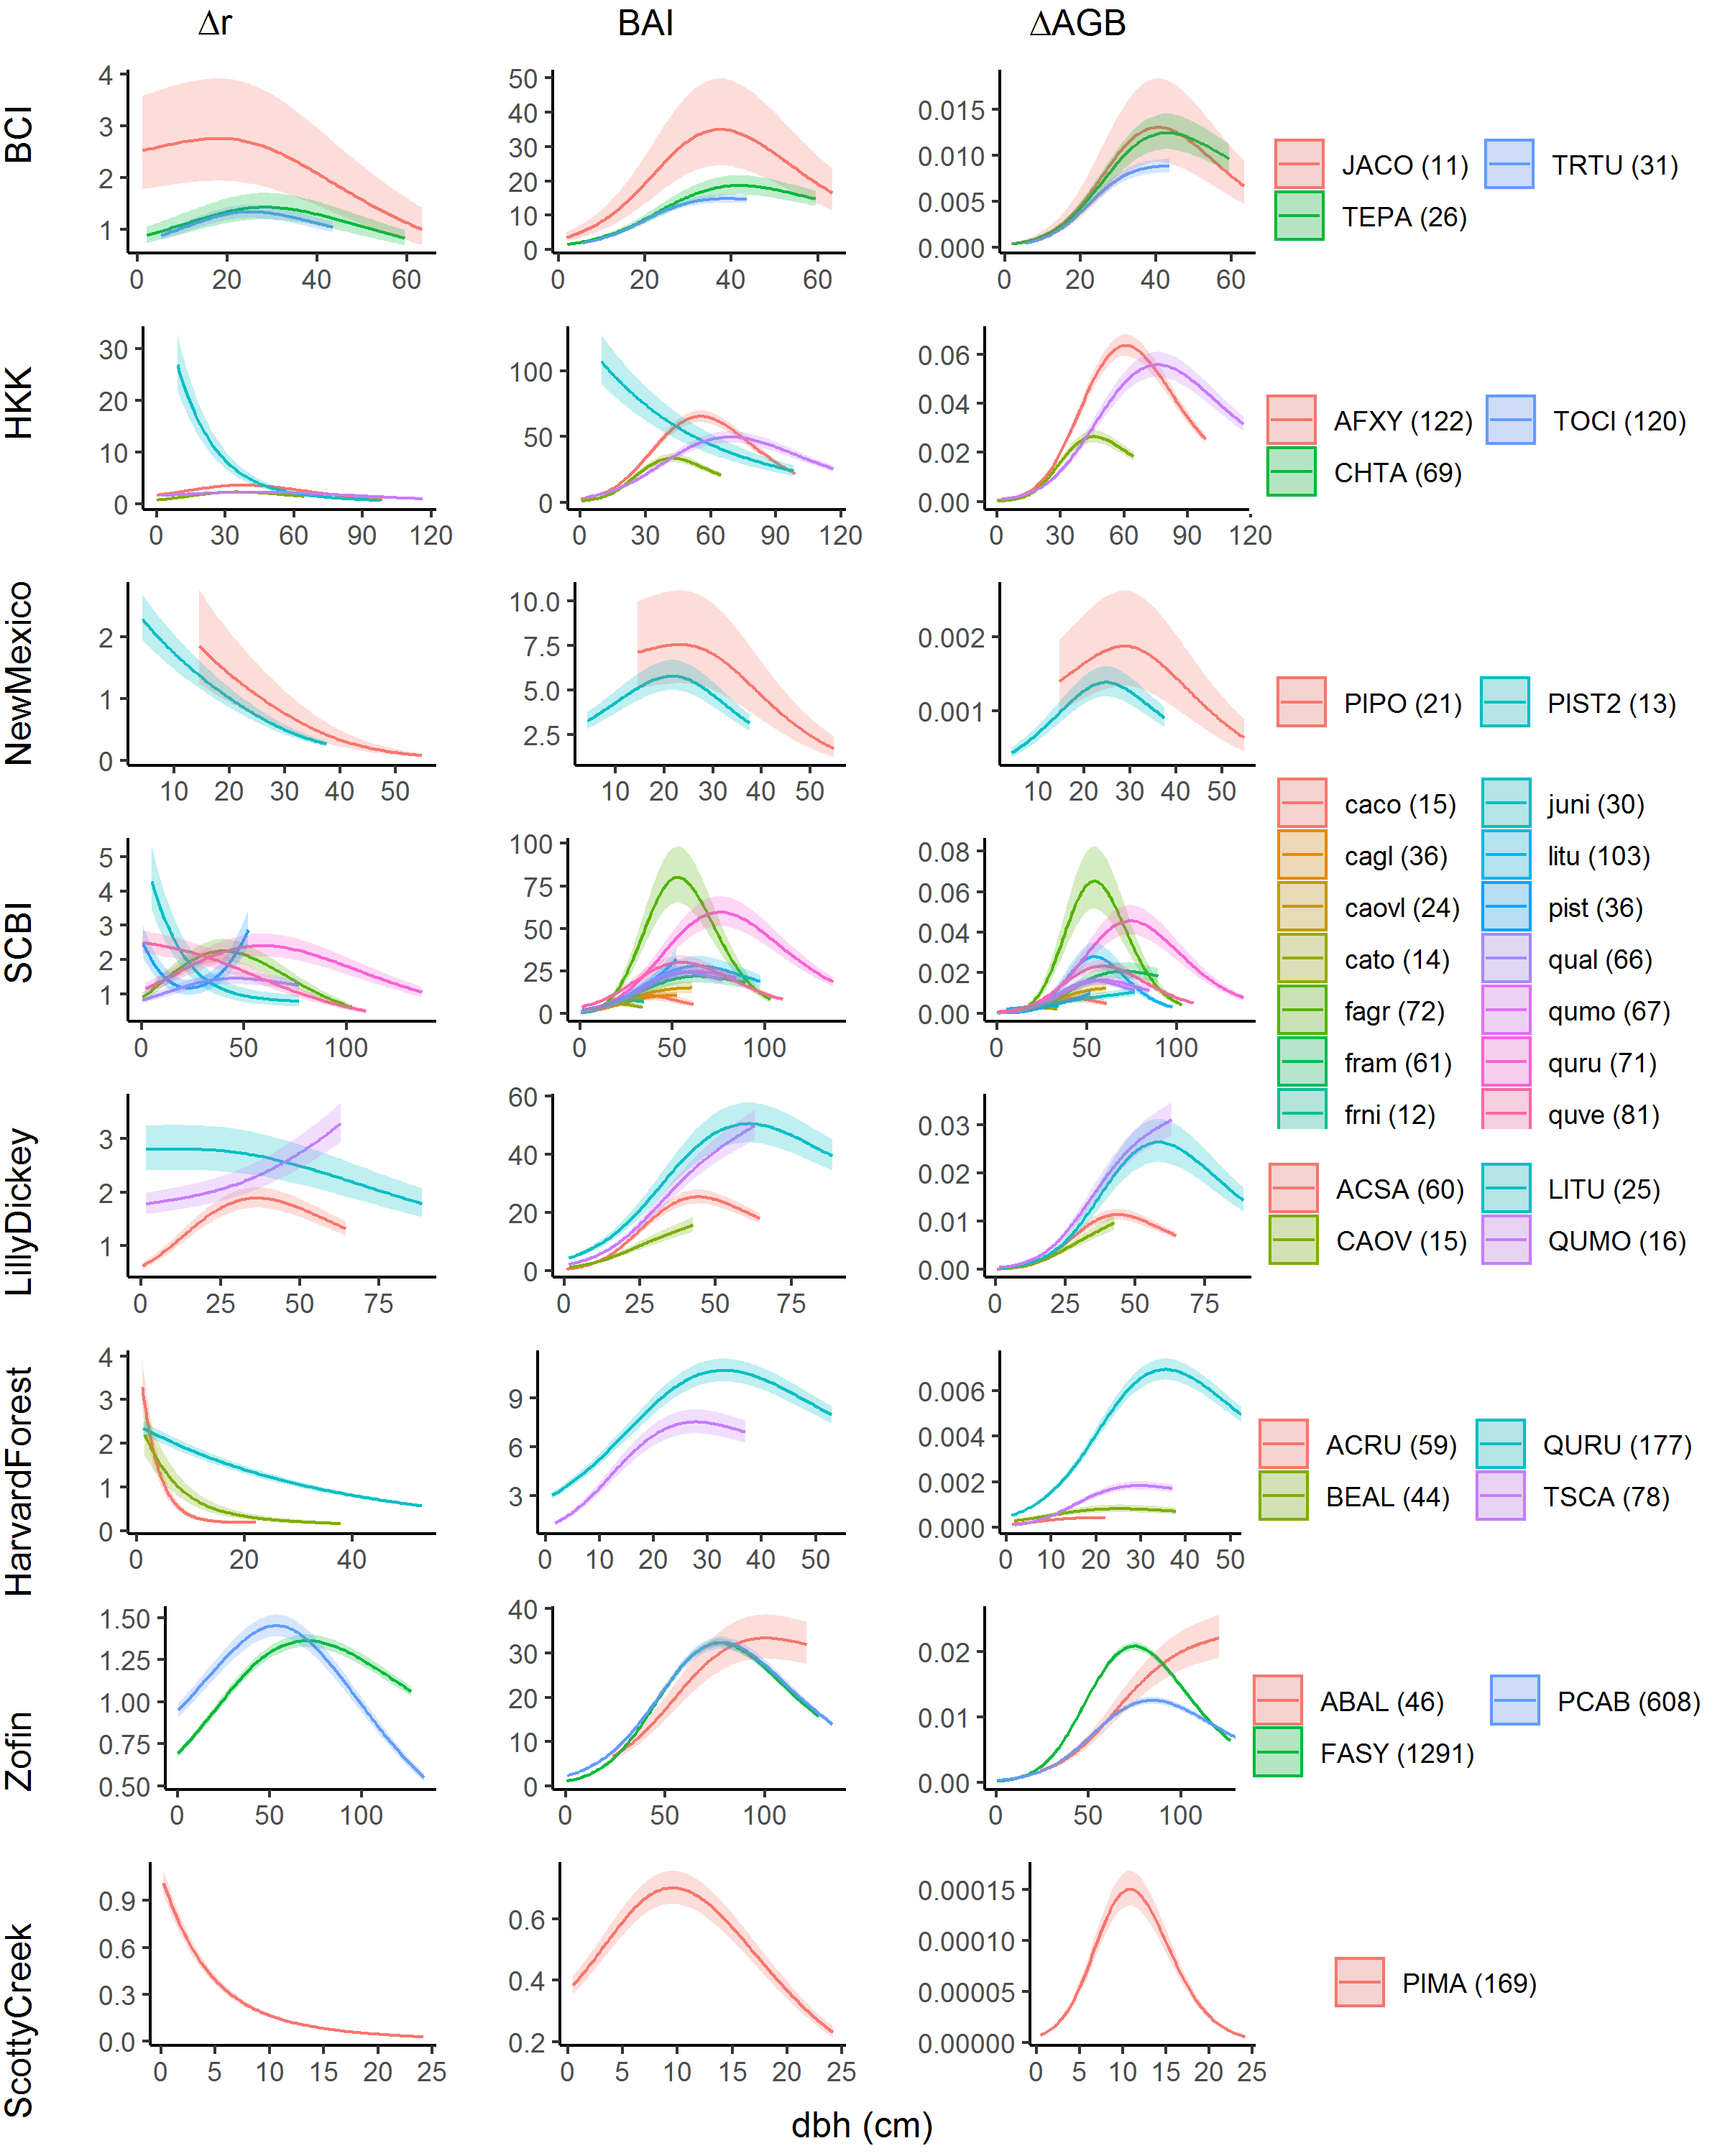 Δr BAI ΔAGB
BCI
4
3
2
1
0 20 40 60
50
40
30
20
10
0
0 20 40 60
0.015
0.010
0.005
0.000
0 20 40 60
JACO (11) TRTU (31)
TEPA (26)
HKK
30
20
10
0
0 30 60 90 120
100
50
0
0 30 60 90 120
0.06
0.04
0.02
0.00
0 30 60 90 120
AFXY (122) TOCI (120)
CHTA (69)
NewMexico
2
1
0
10 20 30 40 50
10.0
7.5
5.0
2.5
10 20 30 40 50
0.002
0.001
10 20 30 40 50
PIPO (21) PIST2 (13)
SCBI
5
4
3
2
1
0 50 100
100
75
50
25
0
0 50 100
0.08
0.06
0.04
0.02
0.00
0 50 100
caco (15) juni (30)
cagl (36) litu (103)
caovl (24) pist (36)
cato (14) qual (66)
fagr (72) qumo (67)
fram (61) quru (71)
frni (12) quve (81)
LillyDickey
3
2
1
0 25 50 75
60
40
20
0
0 25 50 75
0.03
0.02
0.01
0.00
0 25 50 75
ACSA (60) LITU (25)
CAOV (15) QUMO (16)
HarvardForest
4
3
2
1
0
0 20 40
9
6
3
0 10 20 30 40 50
0.006
0.004
0.002
0.000
0 10 20 30 40 50
ACRU (59) QURU (177)
BEAL (44) TSCA (78)
Zofin
1.50
1.25
1.00
0.75
0.50
0 50 100
40
30
20
10
0
0 50 100
0.02
0.01
0.00
0 50 100
ABAL (46) PCAB (608)
FASY (1291)
ScottyCreek
0.9
0.6
0.3
0.0
0 5 10 15 20 25
0.6
0.4
0.2
0 5 10 15 20 25
0.00015
0.00010
0.00005
0.00000
0 5 10 15 20 25
PIMA (169)
dbh (cm)